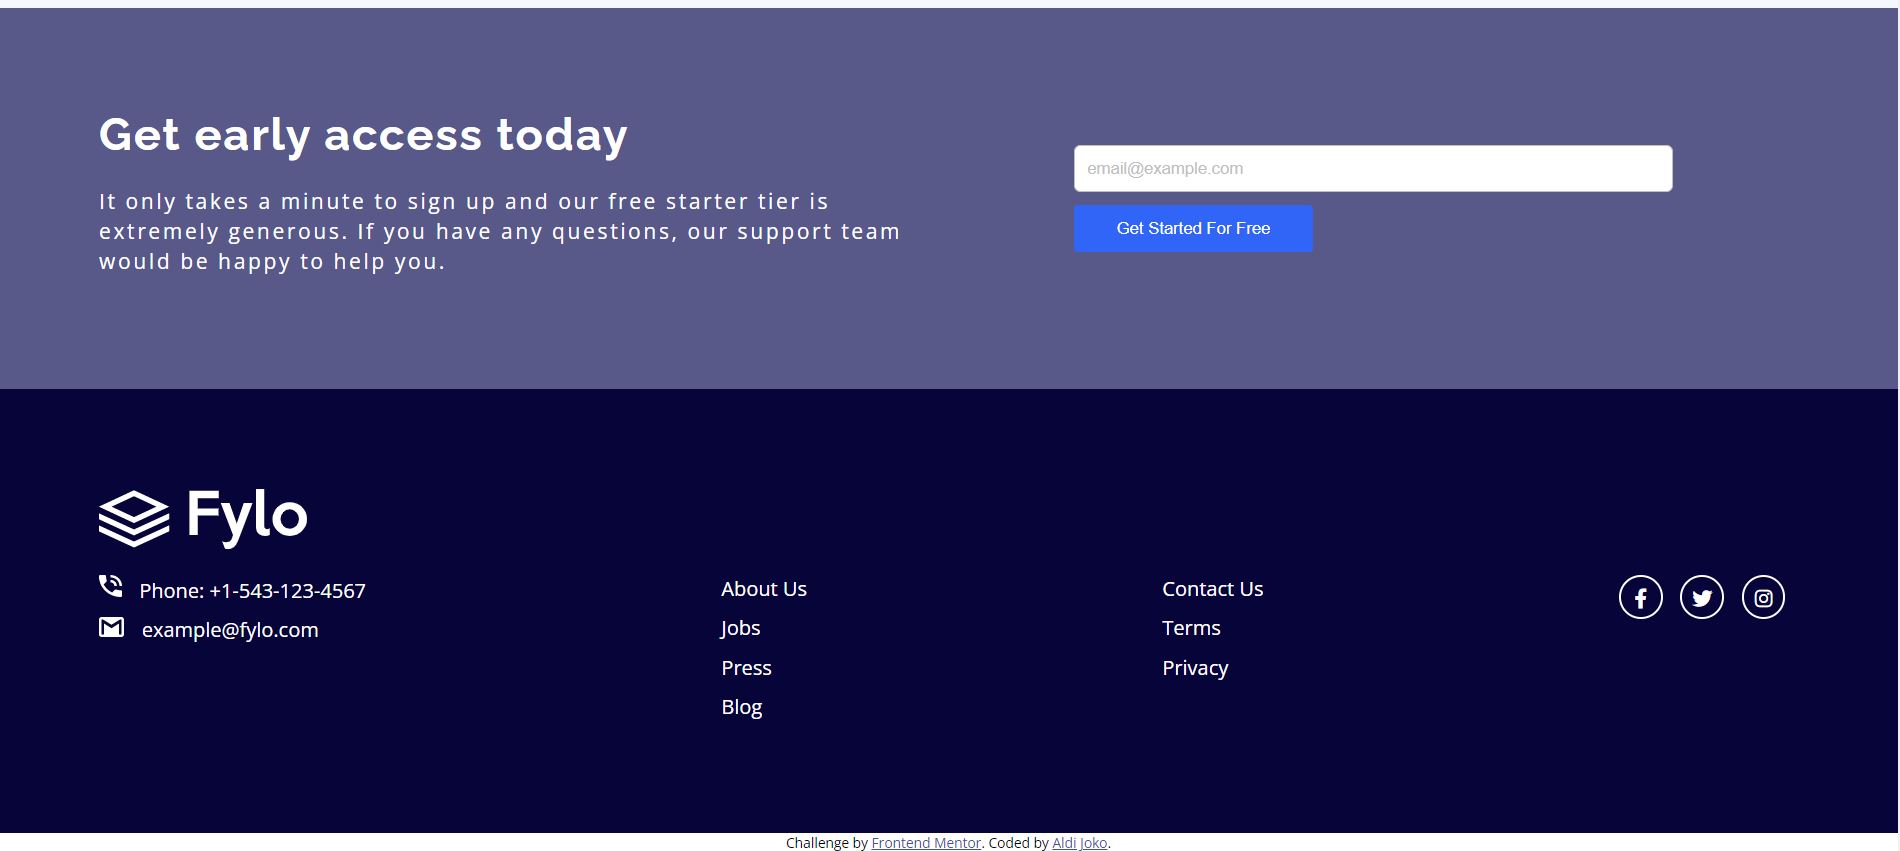 Get early access today
It only takes a minute to sign up and our free starter tier is
extremely generous. If you have any questions, our support team
would be happy to help you.
email@example.com
Get Started For Free
Fylo
Phone: +1-543-123-4567
example@fylo.com
About Us
Jobs
Press
Blog
Contact Us
Terms
Privacy
Challenge by Frontend Mentor. Coded by Aldi Joko.